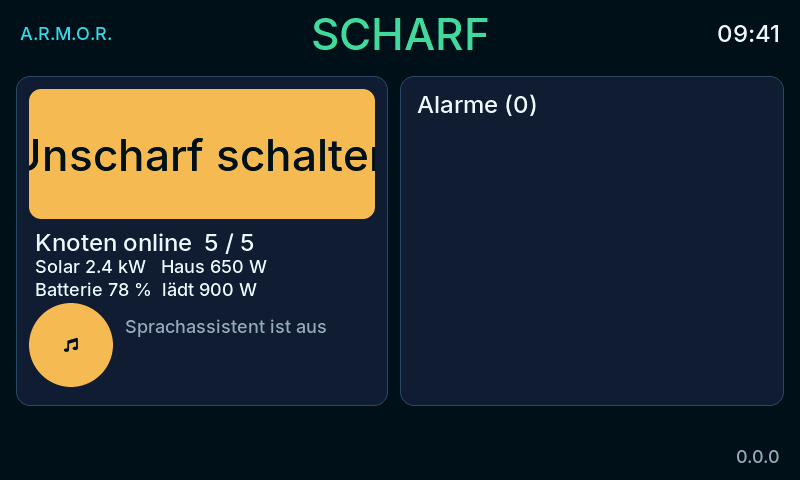 A.R.M.O.R.
SCHARF
09:41
Unscharf schalten
Knoten online 5 / 5
Solar 2.4 kW Haus 650 W
Batterie 78 % lädt 900 W
Sprachassistent ist aus
Alarme (0)
0.0.0